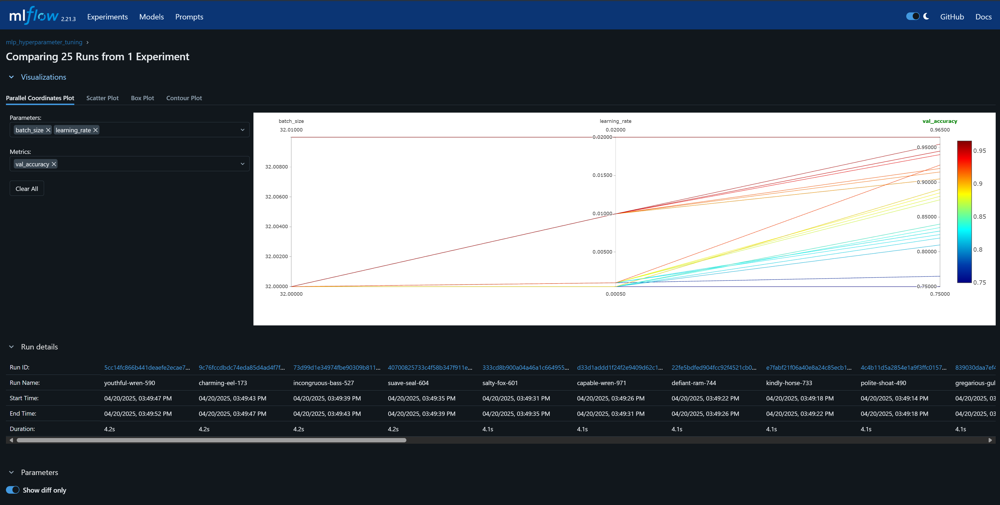 mlflow 2.21.3 Experiments Models Prompts GitHub Docs
mlp_hyperparameter_tuning ›
Comparing 25 Runs from 1 Experiment
Visualizations
Parallel Coordinates Plot Scatter Plot Box Plot Contour Plot
Parameters:
batch_size learning_rate
Metrics:
val_accuracy
Clear All
batch_size learning_rate val_accuracy
32.01000 0.02000 0.96500
0.02000
0.95000 0.95
32.00800 0.01500
0.90000 0.9
32.00600
0.01000 0.85000 0.85
32.00400
32.00200 0.00500 0.80000 0.8
32.00000 0.75000 0.75
32.00000 0.00050 0.75000
Run details
Run ID: 5cc14fc866b441deaefe2ecae7... 9c76fccdbdc74eda85d4ad4f7f... 73d99d1e34974fbe90309b811... 40700825733c4f58b347f911e... 333cd8b900a04a46a1c664955... d33d1addd1f24f2e9409d62c1... 22fe5bdfed904fcc92f4521cb0... e7fabf21f06a40e8a24c85ecb1... 4c4b11d5a2854e1a9f3ffc0157... 839030daa7ef4
Run Name: youthful-wren-590 charming-eel-173 incongruous-bass-527 suave-seal-604 salty-fox-601 capable-wren-971 defiant-ram-744 kindly-horse-733 polite-shoat-490 gregarious-gul
Start Time: 04/20/2025, 03:49:47 PM 04/20/2025, 03:49:43 PM 04/20/2025, 03:49:39 PM 04/20/2025, 03:49:35 PM 04/20/2025, 03:49:31 PM 04/20/2025, 03:49:26 PM 04/20/2025, 03:49:22 PM 04/20/2025, 03:49:18 PM 04/20/2025, 03:49:14 PM 04/20/2025, 03
End Time: 04/20/2025, 03:49:52 PM 04/20/2025, 03:49:47 PM 04/20/2025, 03:49:43 PM 04/20/2025, 03:49:39 PM 04/20/2025, 03:49:35 PM 04/20/2025, 03:49:31 PM 04/20/2025, 03:49:26 PM 04/20/2025, 03:49:22 PM 04/20/2025, 03:49:18 PM 04/20/2025, 03
Duration: 4.2s 4.2s 4.2s 4.2s 4.1s 4.1s 4.1s 4.1s 4.1s 4.1s
Parameters
Show diff only